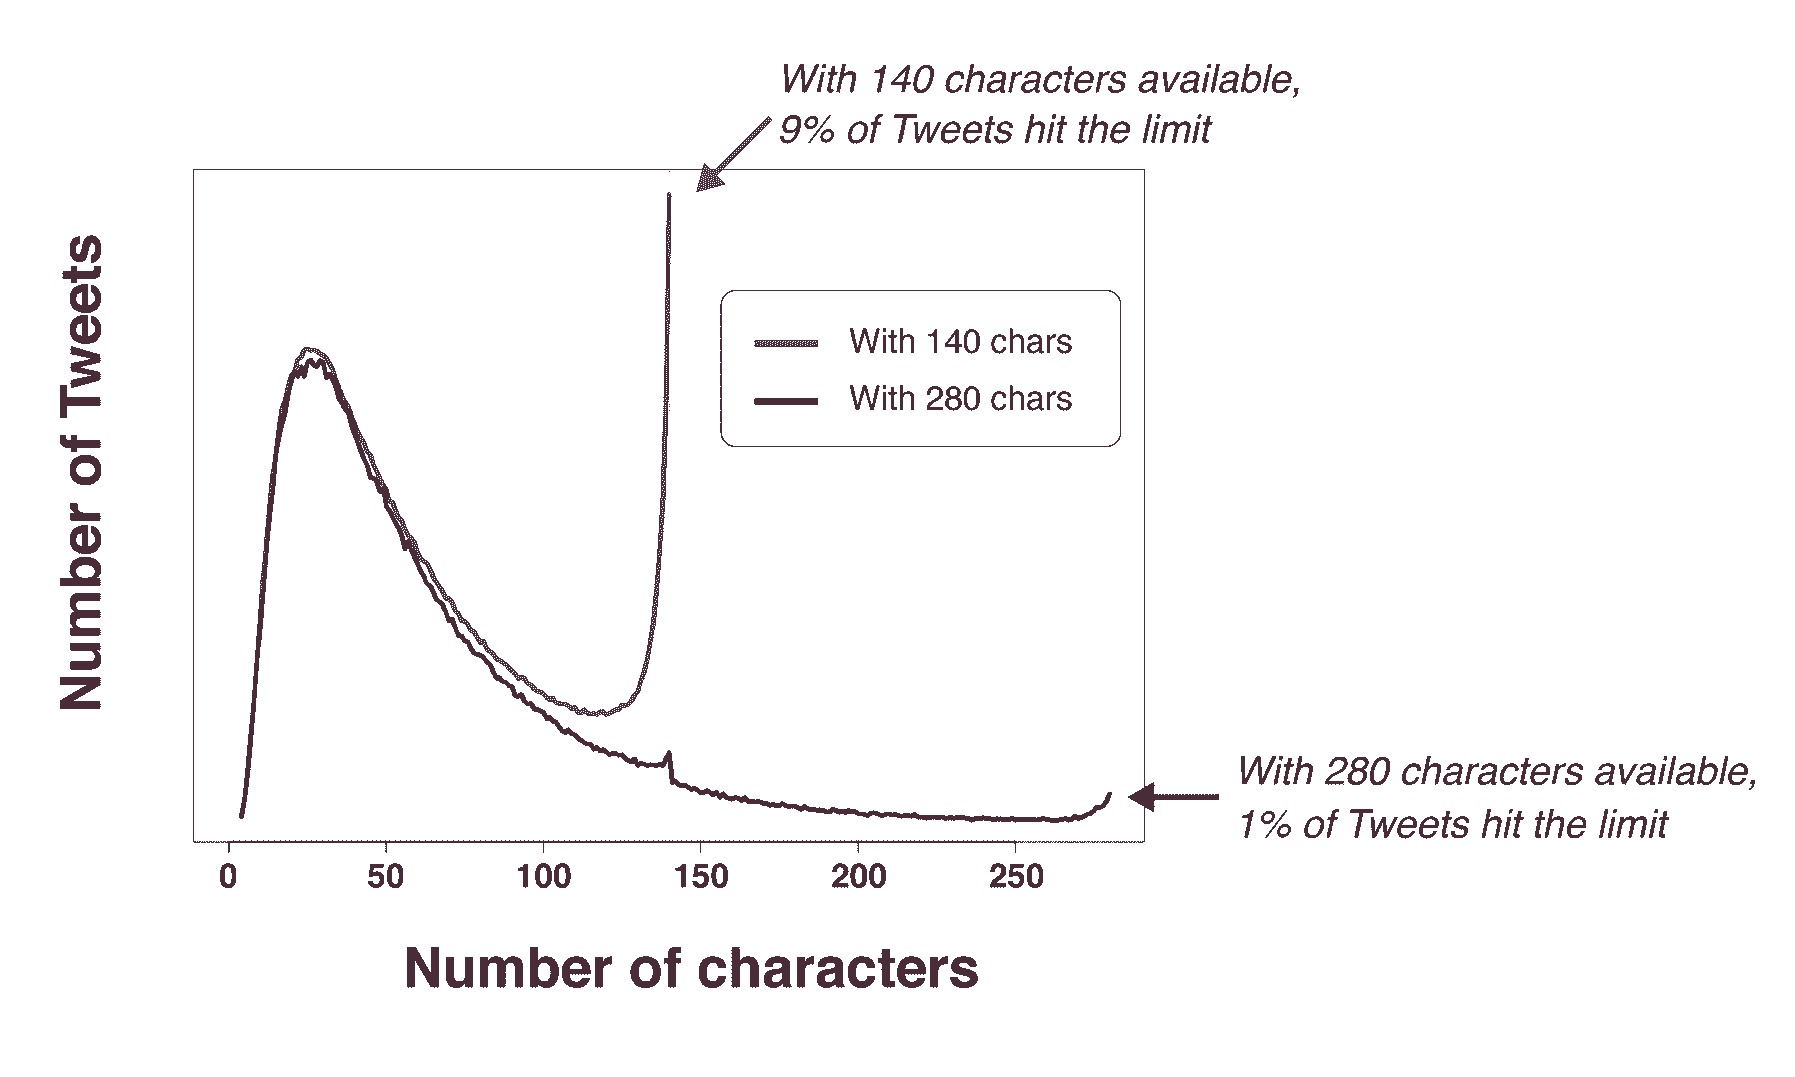 With 140 characters available,
9% of Tweets hit the limit
Number of Tweets
With 140 chars
With 280 chars
With 280 characters available,
1% of Tweets hit the limit
0 50 100 150 200 250
Number of characters